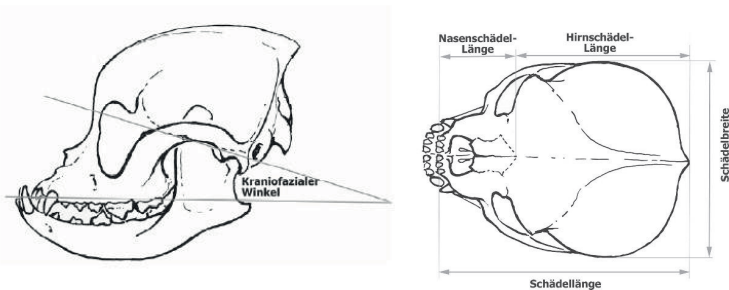 Kraniofazialer
Winkel
Nasenschädel-
Länge
Hirnschädel-
Länge
Schädelbreite
Schädellänge